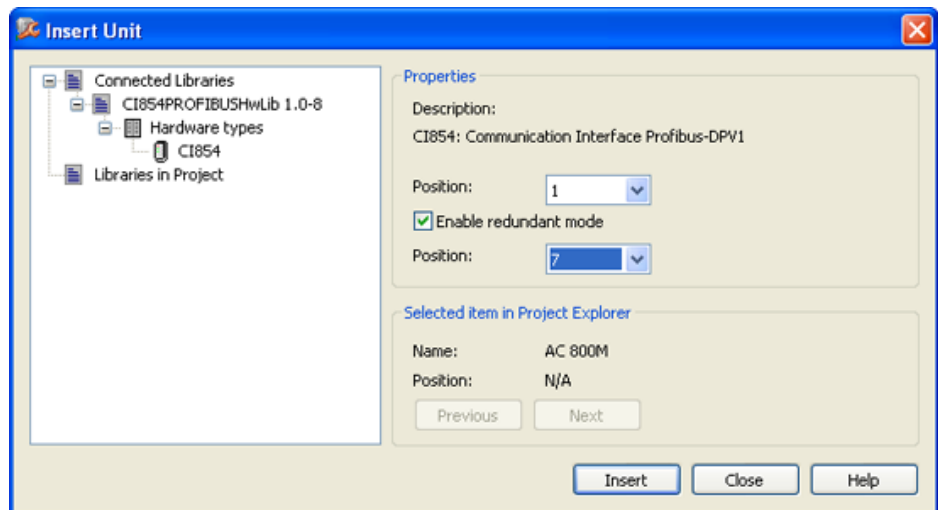 Insert Unit
Connected Libraries
CI854PROFIBUSHwLib 1.0-8
Hardware types
CI854
Libraries in Project
Properties
Description:
CI854: Communication Interface Profibus-DPV1
Position: 1
Enable redundant mode
Position: 7
Selected item in Project Explorer
Name: AC 800M
Position: N/A
Previous Next
Insert Close Help